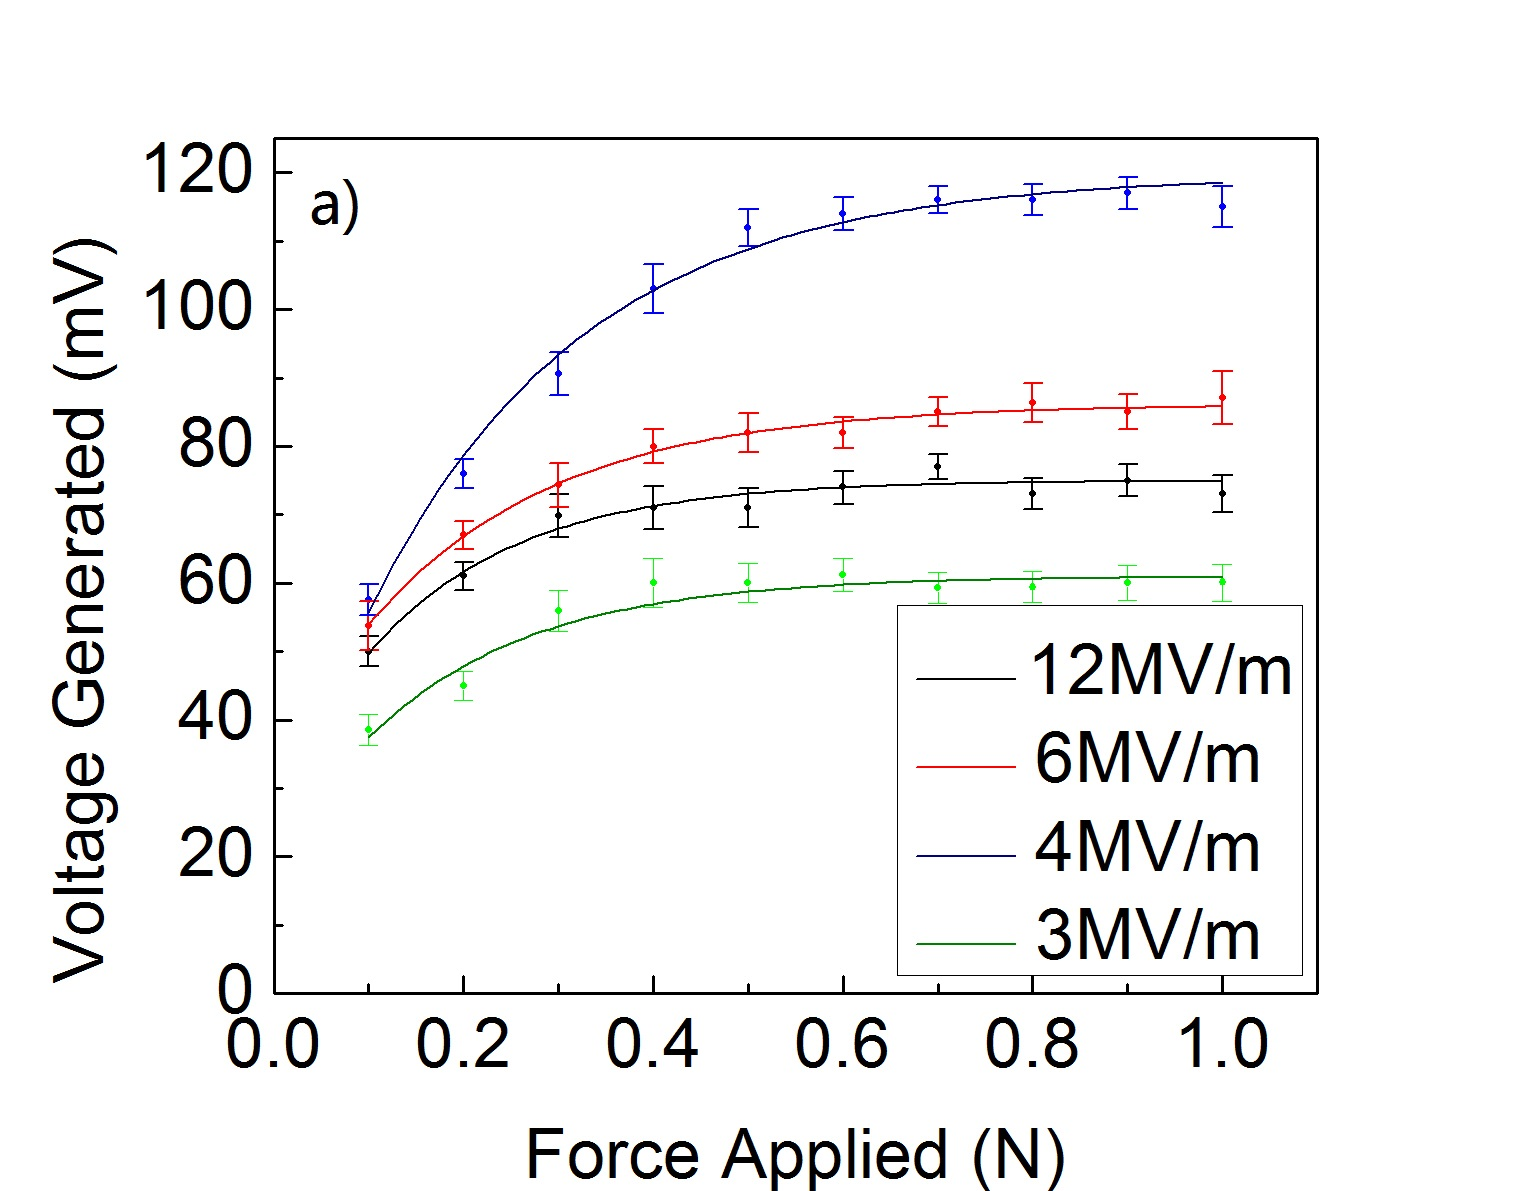 a)
120
100
80
60
40
20
0
Voltage Generated (mV)
0.0 0.2 0.4 0.6 0.8 1.0
Force Applied (N)
12MV/m
6MV/m
4MV/m
3MV/m